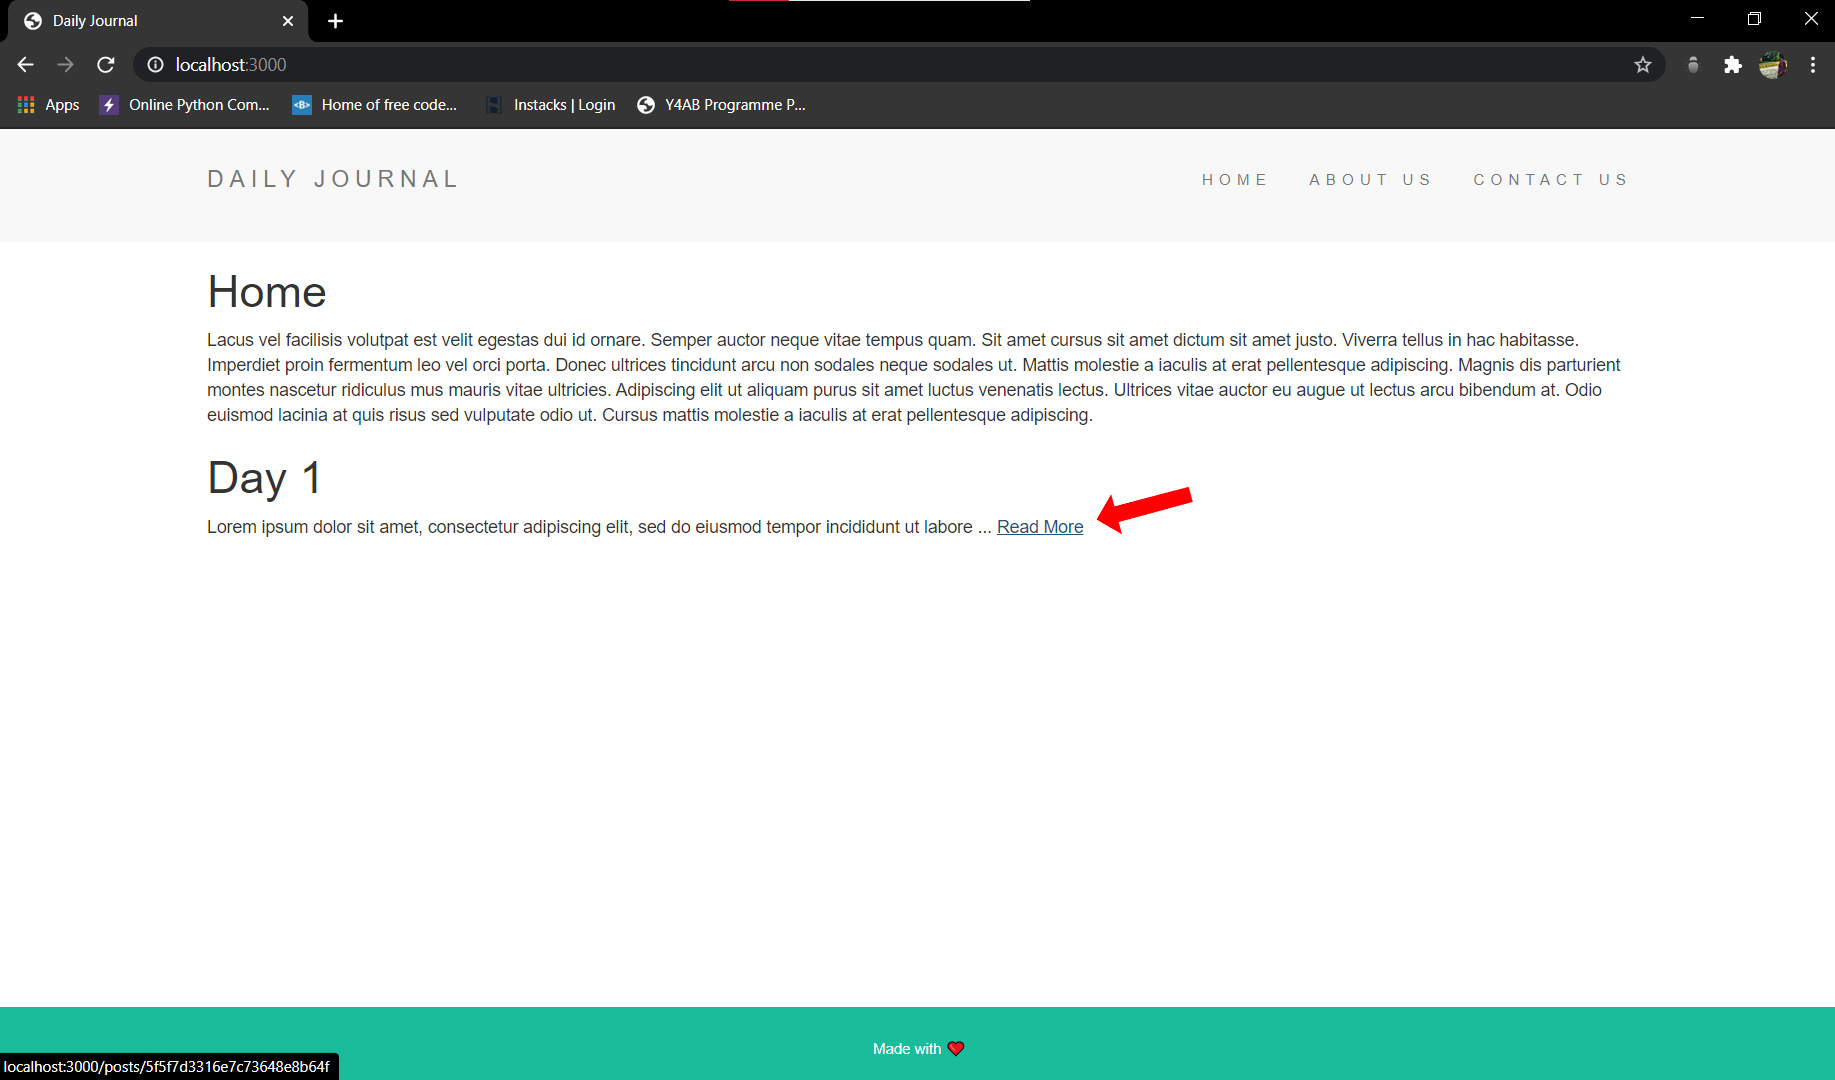 Daily Journal
localhost:3000
Apps
Online Python Com...
Home of free code...
Instacks | Login
Y4AB Programme P...
DAILY JOURNAL
HOME
ABOUT US
CONTACT US
Home
Lacus vel facilisis volutpat est velit egestas dui id ornare. Semper auctor neque vitae tempus quam. Sit amet cursus sit amet dictum sit amet justo. Viverra tellus in hac habitasse.
Imperdiet proin fermentum leo vel orci porta. Donec ultrices tincidunt arcu non sodales neque sodales ut. Mattis molestie a iaculis at erat pellentesque adipiscing. Magnis dis parturient
montes nascetur ridiculus mus mauris vitae ultricies. Adipiscing elit ut aliquam purus sit amet luctus venenatis lectus. Ultrices vitae auctor eu augue ut lectus arcu bibendum at. Odio
euismod lacinia at quis risus sed vulputate odio ut. Cursus mattis molestie a iaculis at erat pellentesque adipiscing.
Day 1
Lorem ipsum dolor sit amet, consectetur adipiscing elit, sed do eiusmod tempor incididunt ut labore ... Read More
Made with
localhost:3000/posts/5f5f7d3316e7c73648e8b64f